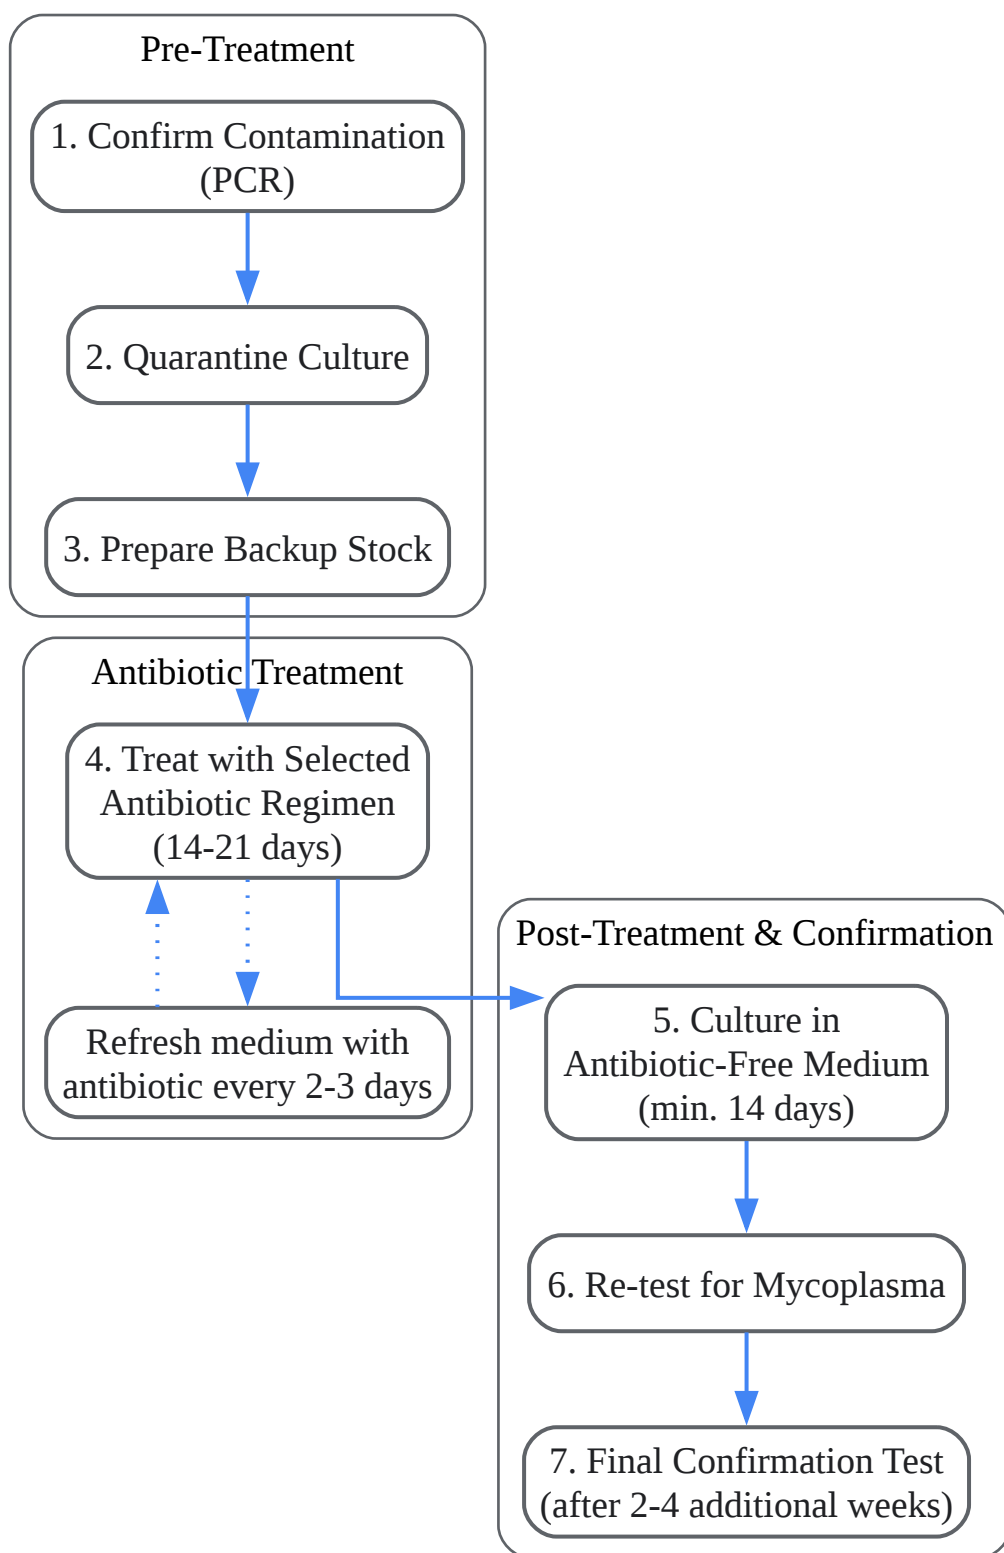 Pre-Treatment
1. Confirm Contamination
(PCR)
2. Quarantine Culture
3. Prepare Backup Stock
Antibiotic Treatment
4. Treat with Selected
Antibiotic Regimen
(14-21 days)
Refresh medium with
antibiotic every 2-3 days
Post-Treatment & Confirmation
5. Culture in
Antibiotic-Free Medium
(min. 14 days)
6. Re-test for Mycoplasma
7. Final Confirmation Test
(after 2-4 additional weeks)